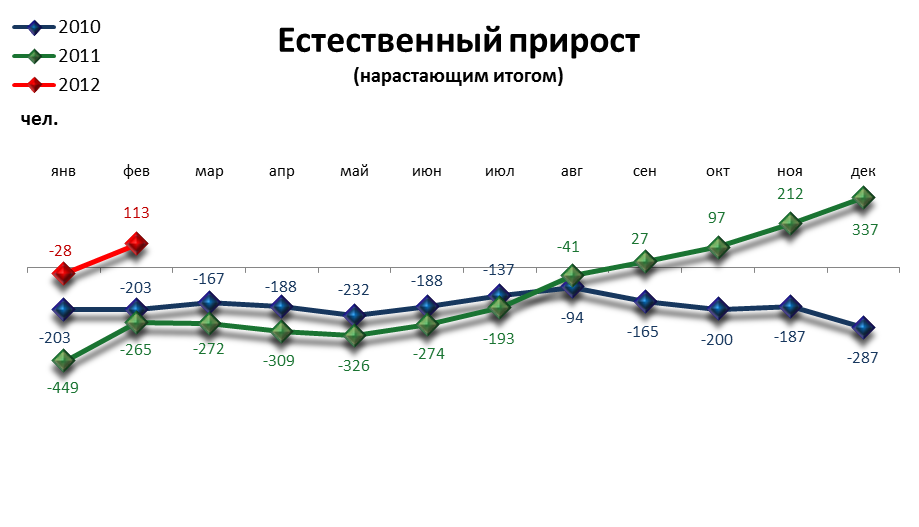 2010
2011
2012
Естественный прирост
(нарастающим итогом)
чел.
янв фев мар апр май июн июл авг сен окт ноя дек
-28 113
-203 -203 -167 -188 -232 -188 -137 -94 -165 -200 -187 -287
-449 -265 -272 -309 -326 -274 -193 -41 27 97 212 337